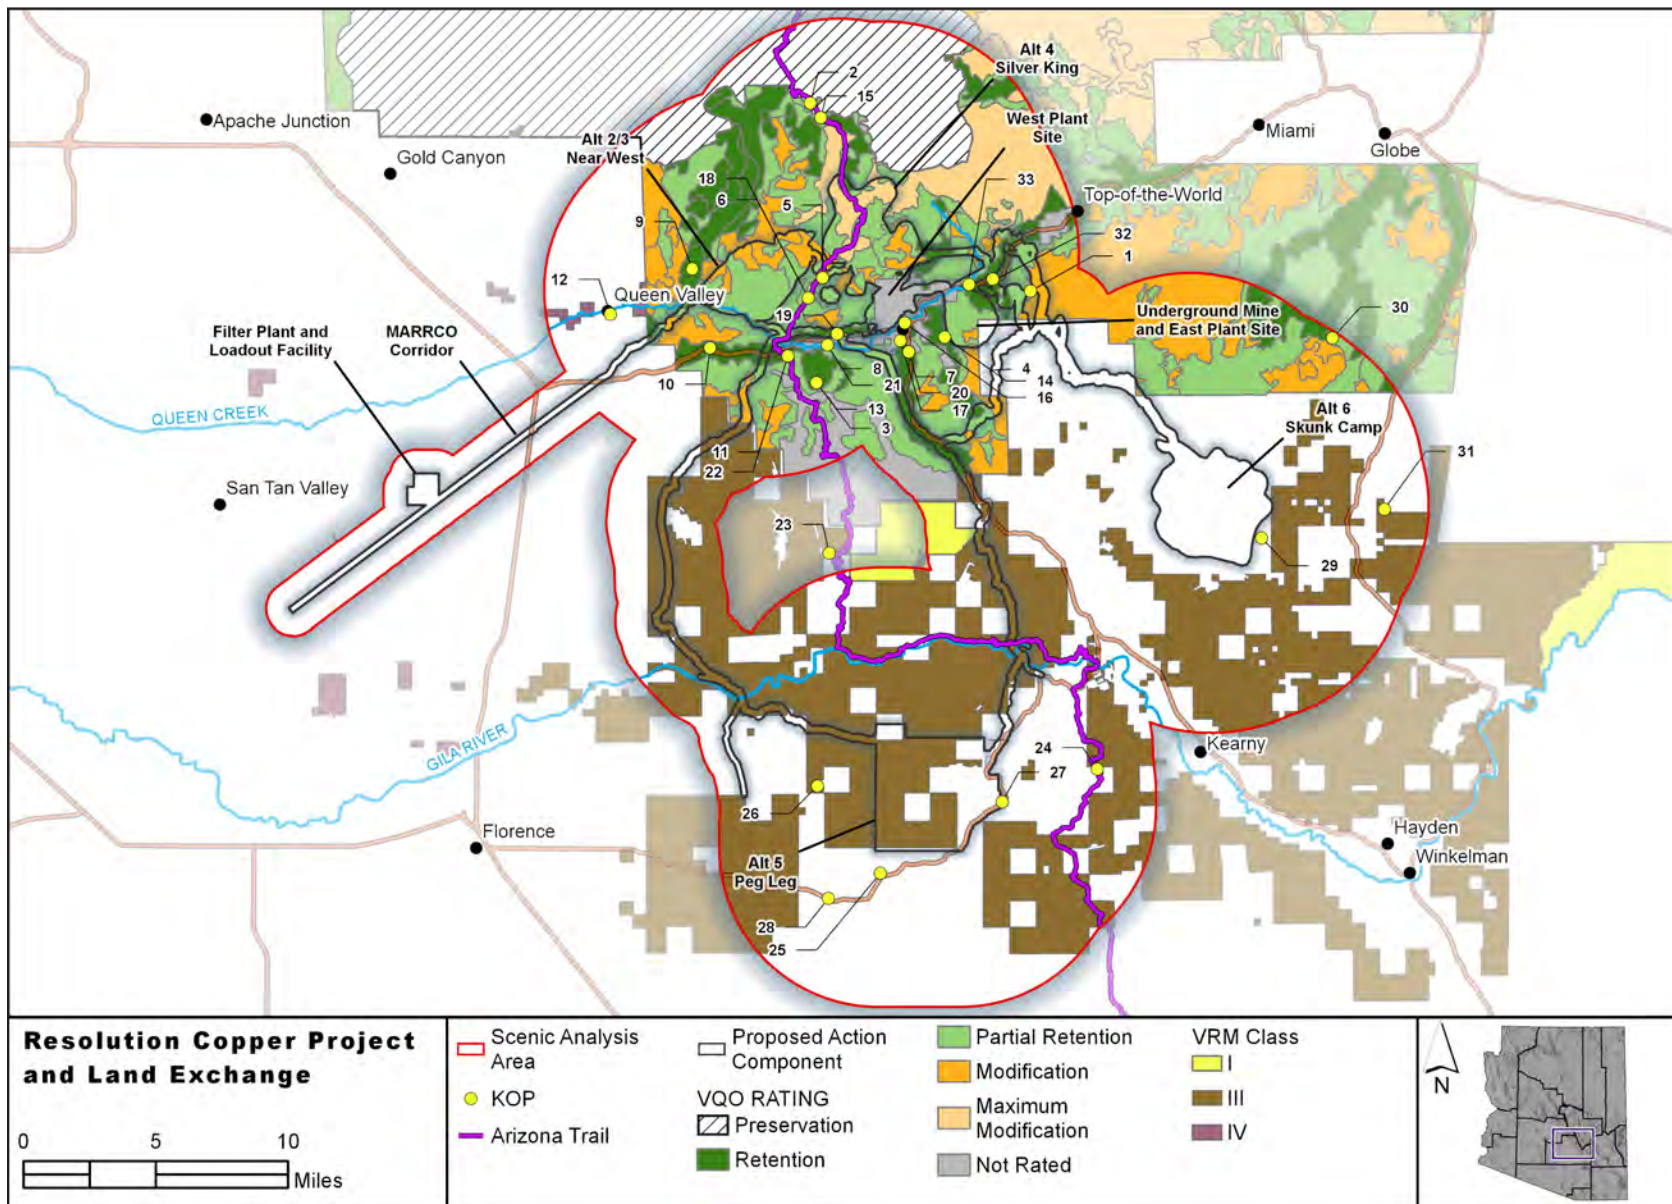 Alt 4
Silver King
2
15
Apache Junction
Miami
Globe
Alt 2/3
Near West
West Plant
Site
Gold Canyon
18
33
6
5
Top-of-the-World
9
32
1
12
Queen Valley
Filter Plant and
Loadout Facility
MARRCO
Corridor
19
Underground Mine
and East Plant Site
30
QUEEN CREEK
10
8
7
4
21
20
14
13
17
16
3
Alt 6
Skunk Camp
11
22
31
San Tan Valley
23
29
GILA RIVER
24
Kearny
27
26
Florence
Hayden
Winkelman
Alt 5
Peg Leg
28
25
Resolution Copper Project
and Land Exchange
0 5 10
Miles
Scenic Analysis
Area
KOP
Arizona Trail
Proposed Action
Component
VQO RATING
Preservation
Retention
Partial Retention
Modification
Maximum
Modification
Not Rated
VRM Class
I
III
IV
N